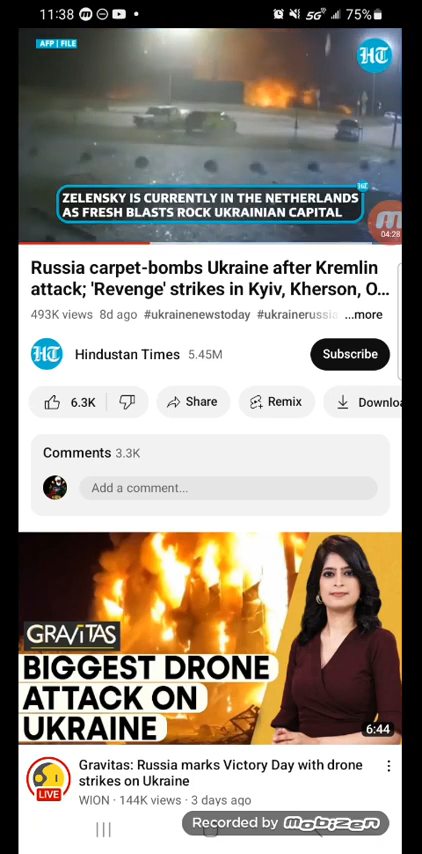 11:38
5G
75%
AFP | FILE
HT
HT
ZELENSKY IS CURRENTLY IN THE NETHERLANDS
AS FRESH BLASTS ROCK UKRAINIAN CAPITAL
04:28
Russia carpet-bombs Ukraine after Kremlin
attack; 'Revenge' strikes in Kyiv, Kherson, O...
493K views 8d ago #ukrainenewstoday #ukrainerussia ...more
HT Hindustan Times 5.45M Subscribe
6.3K Share Remix Downloa
Comments 3.3K
Add a comment...
GRAVITAS
BIGGEST DRONE
ATTACK ON
UKRAINE
6:44
Gravitas: Russia marks Victory Day with drone
strikes on Ukraine
LIVE
WION · 144K views · 3 days ago
Recorded by mobizen